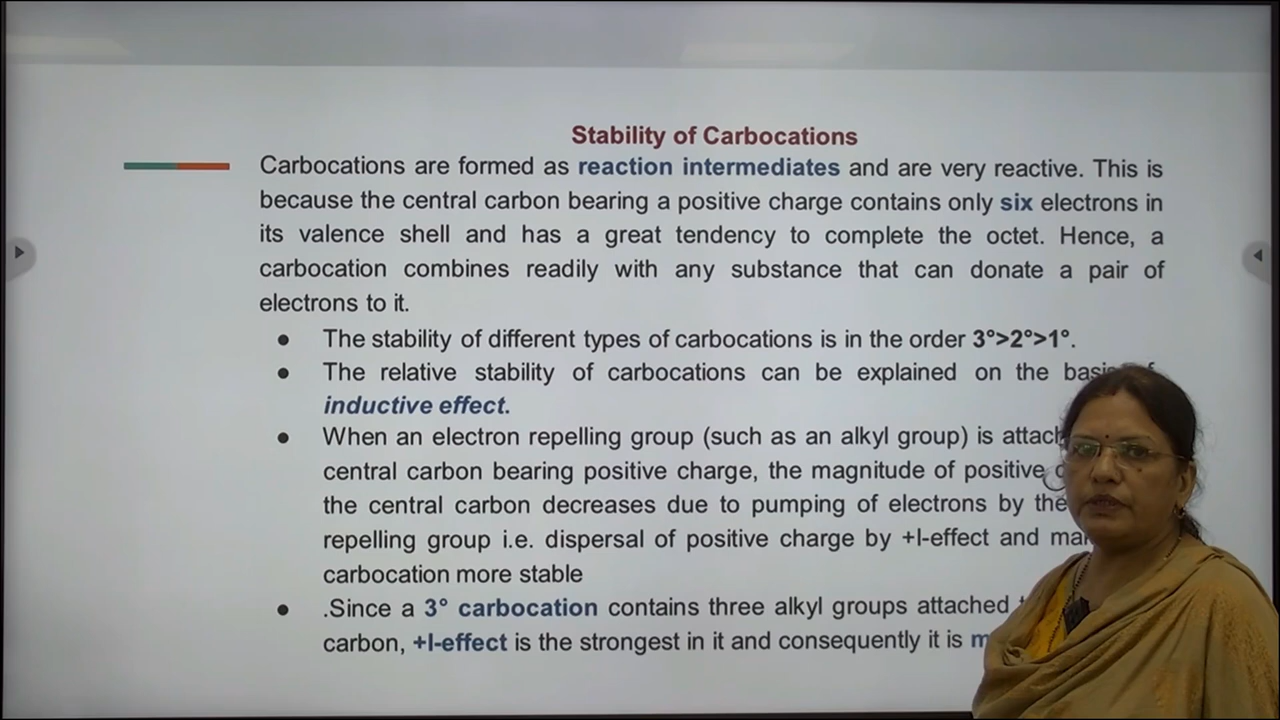 Stability of Carbocations
Carbocations are formed as reaction intermediates and are very reactive. This is
because the central carbon bearing a positive charge contains only six electrons in
its valence shell and has a great tendency to complete the octet. Hence, a
carbocation combines readily with any substance that can donate a pair of
electrons to it.
● The stability of different types of carbocations is in the order 3°>2°>1°.
● The relative stability of carbocations can be explained on the basis of
inductive effect.
● When an electron repelling group (such as an alkyl group) is attach
central carbon bearing positive charge, the magnitude of positive
the central carbon decreases due to pumping of electrons by the
repelling group i.e. dispersal of positive charge by +I-effect and
carbocation more stable
● .Since a 3° carbocation contains three alkyl groups attached
carbon, +I-effect is the strongest in it and consequently it is